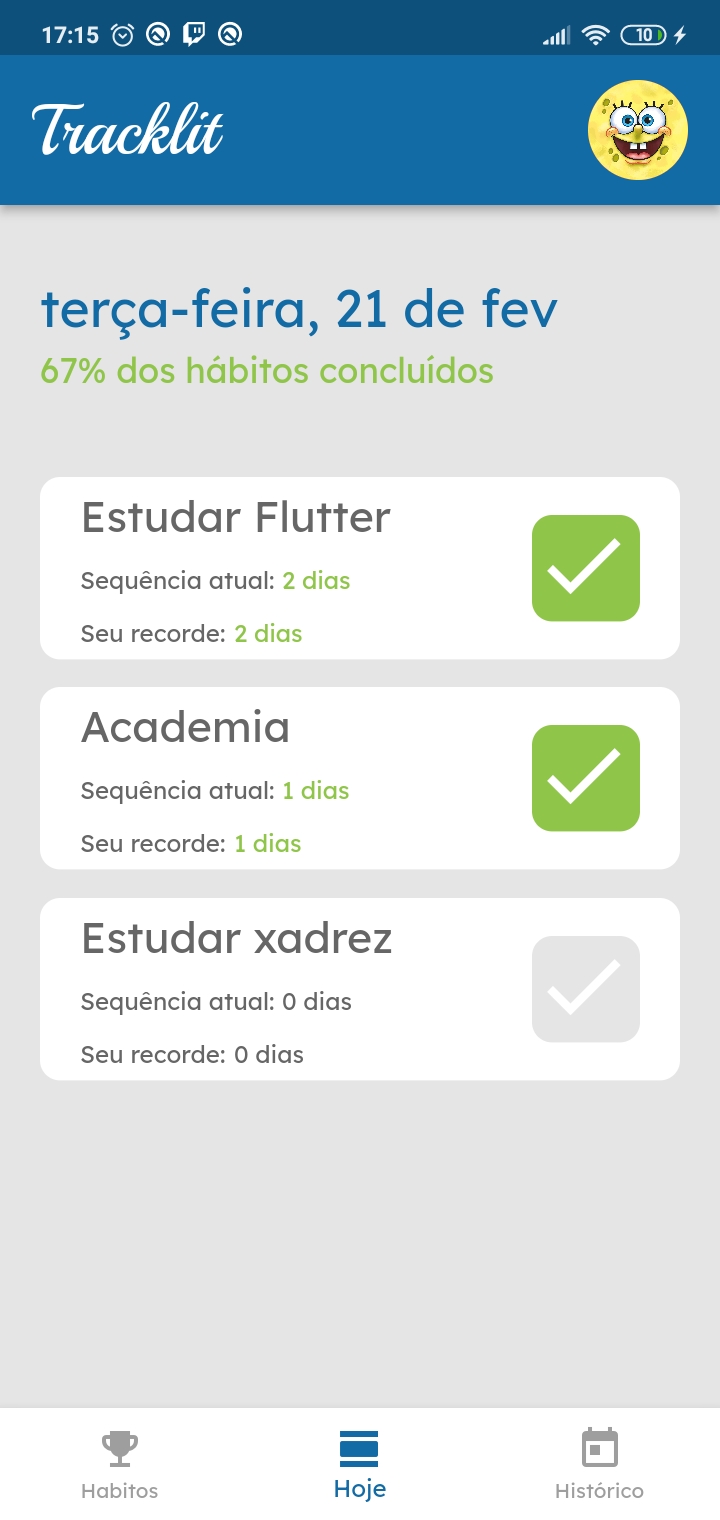 17:15
10
Tracklit
terça-feira, 21 de fev
67% dos hábitos concluídos
Estudar Flutter
Sequência atual: 2 dias
Seu recorde: 2 dias
Academia
Sequência atual: 1 dias
Seu recorde: 1 dias
Estudar xadrez
Sequência atual: 0 dias
Seu recorde: 0 dias
Habitos
Hoje
Histórico